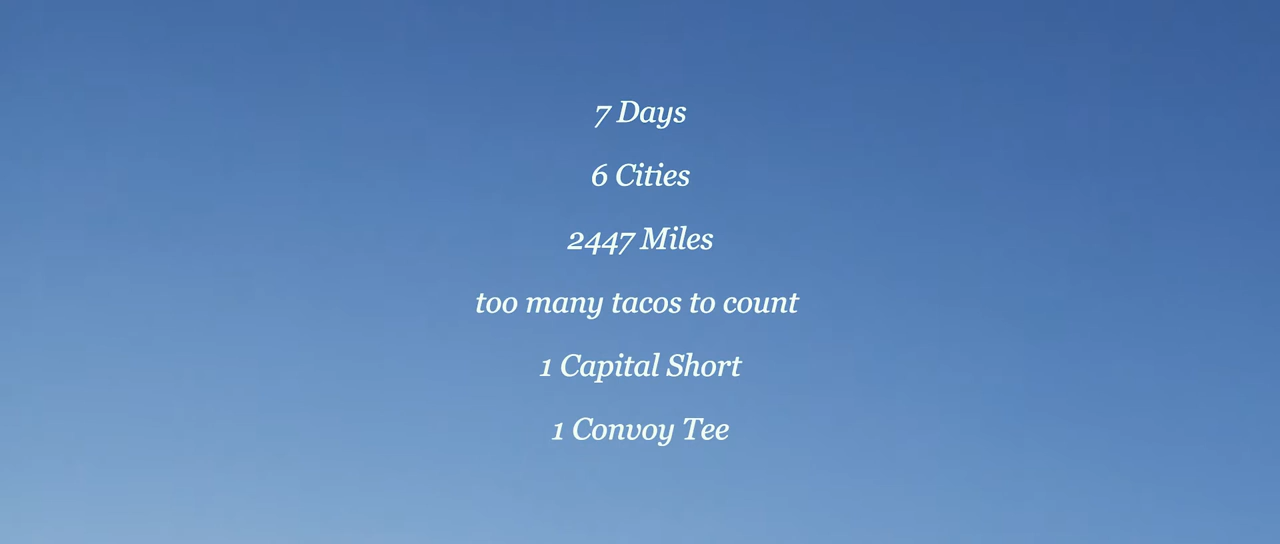 7 Days
6 Cities
2447 Miles
too many tacos to count
1 Capital Short
1 Convoy Tee